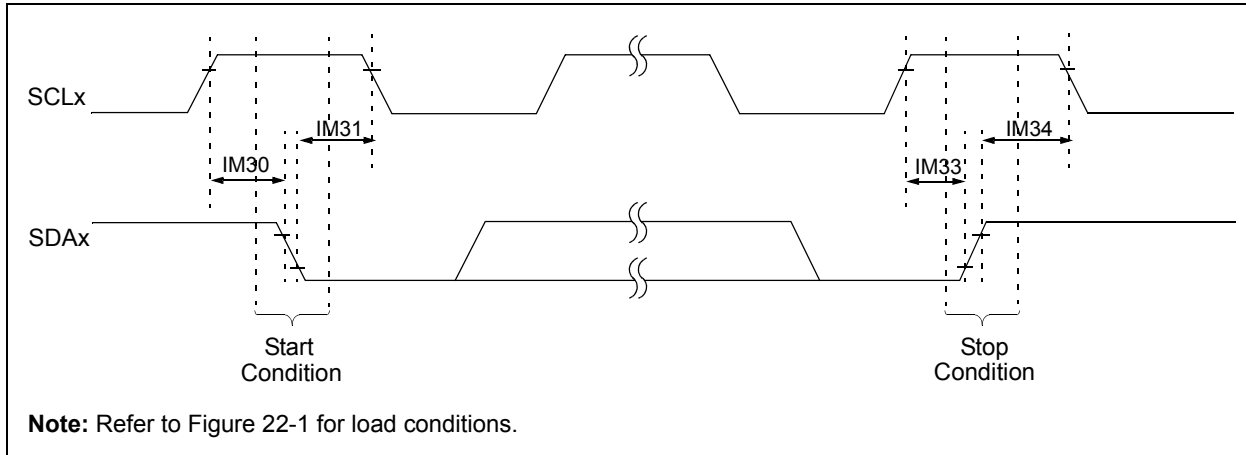 SCLx
IM31
IM34
IM30
IM33
SDAx
Start
Condition
Stop
Condition
Note: Refer to Figure 22-1 for load conditions.